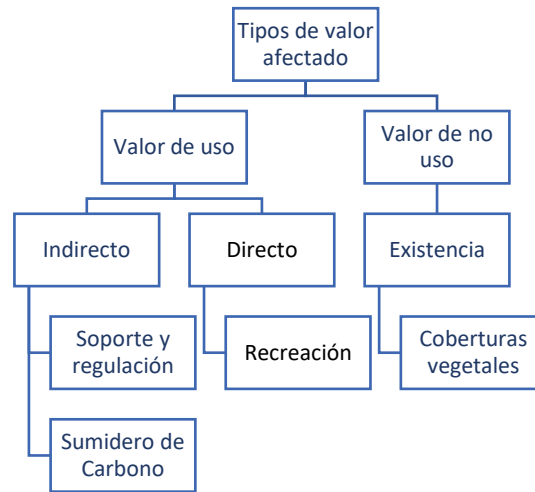 Tipos de valor
afectado
Valor de uso
Valor de no
uso
Indirecto
Directo
Existencia
Soporte y
regulación
Recreación
Coberturas
vegetales
Sumidero de
Carbono